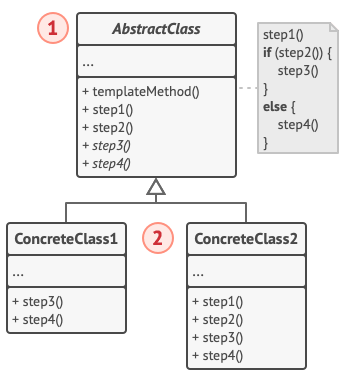 1
AbstractClass
...
+ templateMethod()
+ step1()
+ step2()
+ step3()
+ step4()
step1()
if (step2()) {
step3()
}
else {
step4()
}
ConcreteClass1
...
+ step3()
+ step4()
2
ConcreteClass2
...
+ step1()
+ step2()
+ step3()
+ step4()